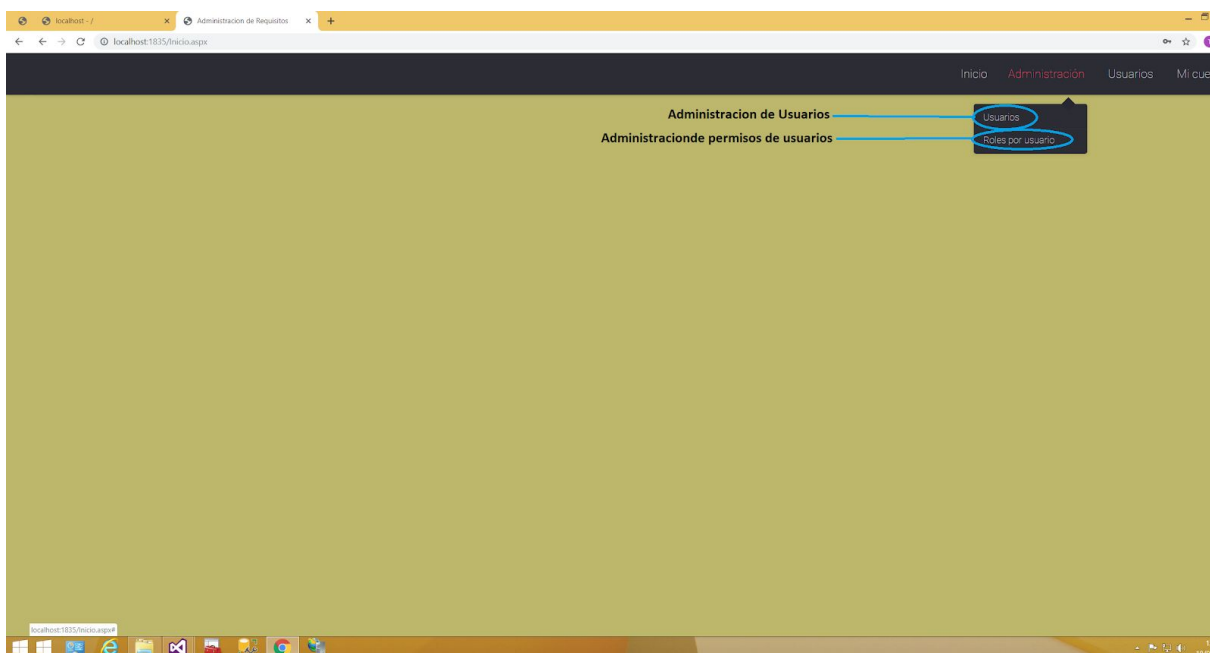 localhost - /
Administracion de Requisitos
localhost:1835/Inicio.aspx
Inicio Administración Usuarios Mi cue
Administracion de Usuarios
Usuarios
Administracionde permisos de usuarios
Roles por usuario
localhost:1835/Inicio.aspx#